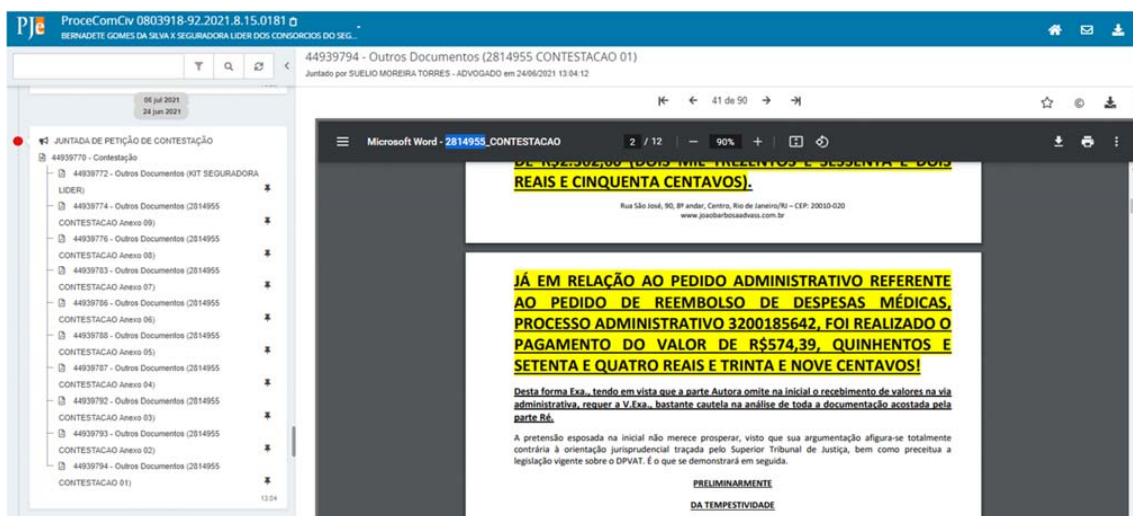 PJe
ProceComCiv 0803918-92.2021.8.15.0181
BERNADETE GOMES DA SILVA X SEGURADORA LIDER DOS CONSORCIOS DO SEG...
06 jul 2021
24 jun 2021
JUNTADA DE PETIÇÃO DE CONTESTAÇÃO
44939770 - Contestação
44939772 - Outros Documentos (KIT SEGURADORA
LIDER)
44939774 - Outros Documentos (2814955
CONTESTACAO Anexo 09)
44939776 - Outros Documentos (2814955
CONTESTACAO Anexo 08)
44939783 - Outros Documentos (2814955
CONTESTACAO Anexo 07)
44939786 - Outros Documentos (2814955
CONTESTACAO Anexo 06)
44939788 - Outros Documentos (2814955
CONTESTACAO Anexo 05)
44939787 - Outros Documentos (2814955
CONTESTACAO Anexo 04)
44939792 - Outros Documentos (2814955
CONTESTACAO Anexo 03)
44939793 - Outros Documentos (2814955
CONTESTACAO Anexo 02)
44939794 - Outros Documentos (2814955
CONTESTACAO 01)
13:04
44939794 - Outros Documentos (2814955 CONTESTACAO 01)
Juntado por SUELIO MOREIRA TORRES - ADVOGADO em 24/06/2021 13:04:12
41 de 90
Microsoft Word - 2814955_CONTESTACAO
2 / 12
90%
DE R$2.362,00 (DOIS MIL TREZENTOS E SESSENTA E DOIS
REAIS E CINQUENTA CENTAVOS).
Rua São José, 90, 8º andar, Centro, Rio de Janeiro/RJ – CEP: 20010-020
www.joaobarbosaadvass.com.br
JÁ EM RELAÇÃO AO PEDIDO ADMINISTRATIVO REFERENTE
AO PEDIDO DE REEMBOLSO DE DESPESAS MÉDICAS,
PROCESSO ADMINISTRATIVO 3200185642, FOI REALIZADO O
PAGAMENTO DO VALOR DE R$574,39, QUINHENTOS E
SETENTA E QUATRO REAIS E TRINTA E NOVE CENTAVOS!
Desta forma Exa., tendo em vista que a parte Autora omite na inicial o recebimento de valores na via
administrativa, requer a V.Exa., bastante cautela na análise de toda a documentação acostada pela
parte Ré.
A pretensão esposada na inicial não merece prosperar, visto que sua argumentação afigura-se totalmente
contrária à orientação jurisprudencial traçada pelo Superior Tribunal de Justiça, bem como preceitua a
legislação vigente sobre o DPVAT. É o que se demonstrará em seguida.
PRELIMINARMENTE
DA TEMPESTIVIDADE